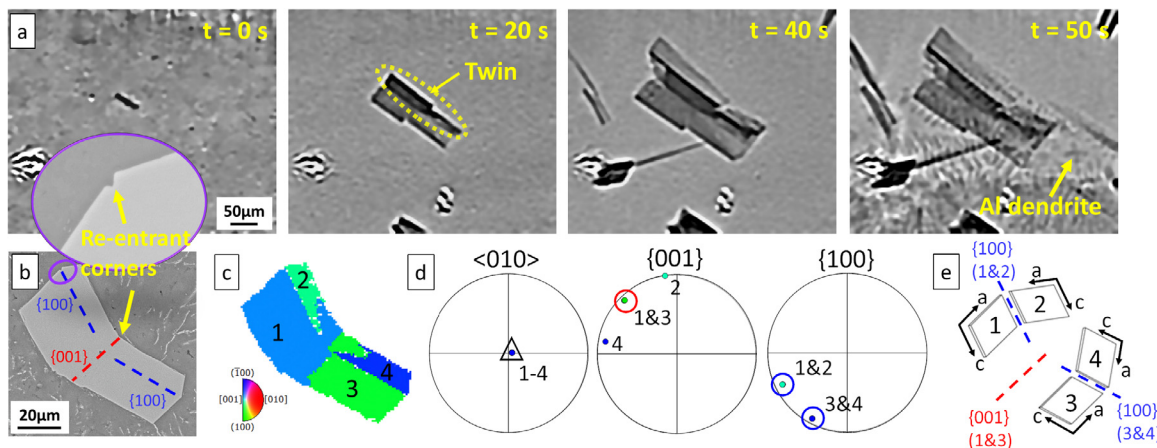 a
t = 0 s
t = 20 s
t = 40 s
t = 50 s
Twin
50μm
Al dendrite
Re-entrant
corners
b
{100}
{001}
{100}
20μm
c
1
2
3
4
(1̅00)
[001]
[010]
(100)
d
<010>
{001}
{100}
1-4
2
1&3
4
1&2
3&4
e
{100}
(1&2)
a
c
1
2
a
c
{001}
(1&3)
c
4
a
3
c
a
{100}
(3&4)